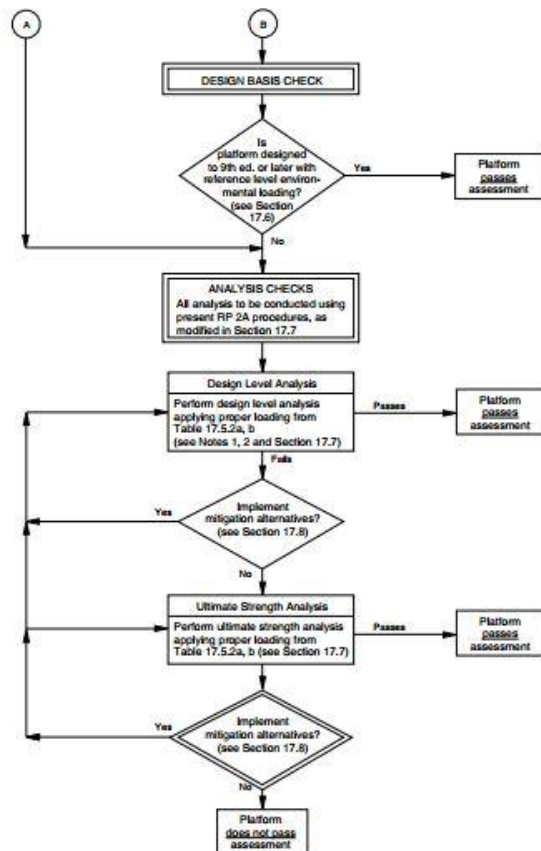 A
B
DESIGN BASIS CHECK
Is
platform designed
to 9th ed. or later with
reference level environ-
mental loading?
(see Section
17.6)
Yes
Platform
passes
assessment
No
ANALYSIS CHECKS
All analysis to be conducted using
present RP 2A procedures, as
modified in Section 17.7
Design Level Analysis
Perform design level analysis
applying proper loading from
Table 17.5.2a, b
(see Notes 1, 2 and Section 17.7)
Passes
Platform
passes
assessment
Fails
Yes
Implement
mitigation alternatives?
(see Section 17.8)
No
Ultimate Strength Analysis
Perform ultimate strength analysis
applying proper loading from
Table 17.5.2a, b (see Section 17.7)
Passes
Platform
passes
assessment
Yes
Implement
mitigation alternatives?
(see Section 17.8)
No
Platform
does not pass
assessment